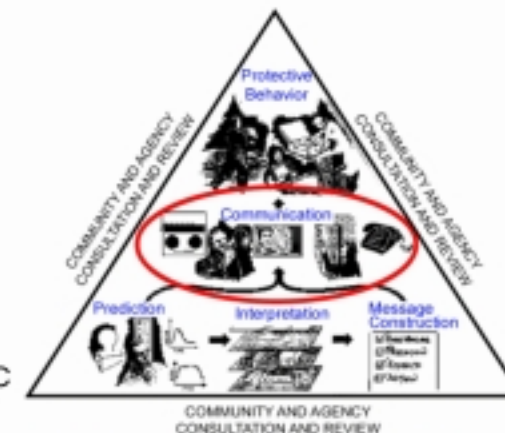 Protective
Behavior
COMMUNITY AND AGENCY
CONSULTATION AND REVIEW
COMMUNITY AND AGENCY
CONSULTATION AND REVIEW
Communication
Prediction
Interpretation
Message
Construction
C
COMMUNITY AND AGENCY
CONSULTATION AND REVIEW